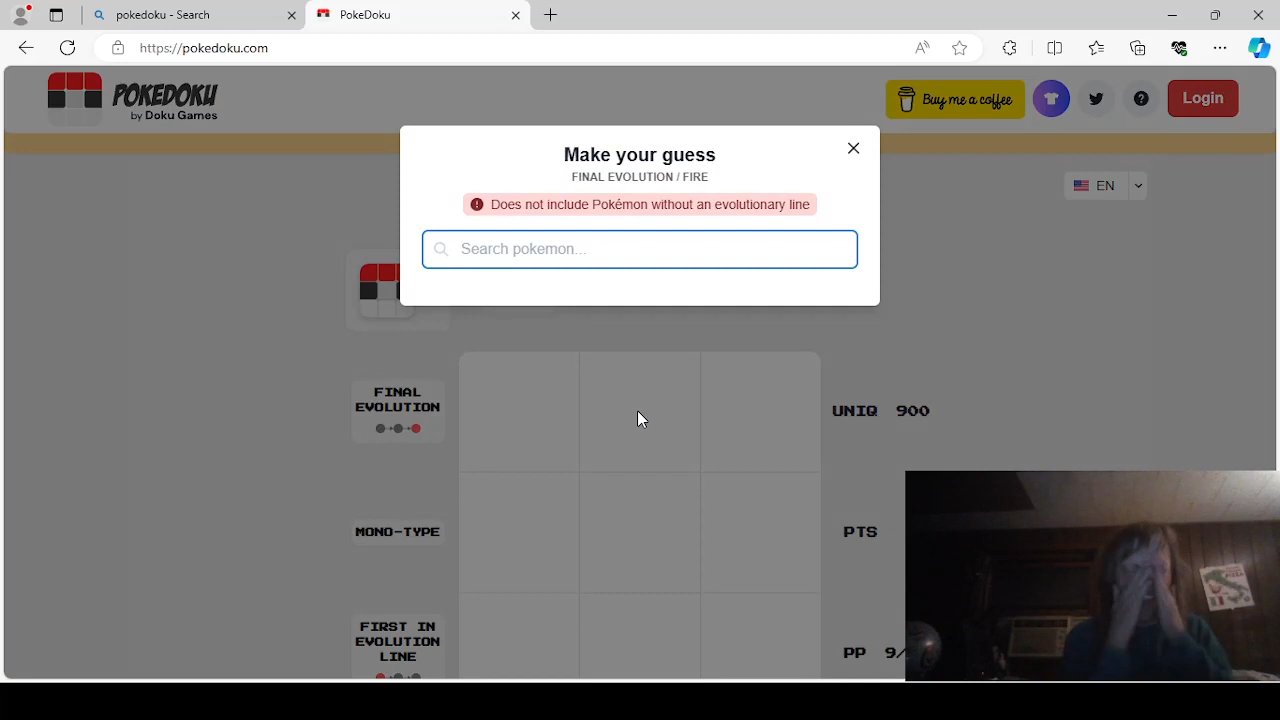 pokedoku - Search
PokeDoku
https://pokedoku.com
POKEDOKU
by Doku Games
Buy me a coffee
Login
Make your guess
FINAL EVOLUTION / FIRE
Does not include Pokémon without an evolutionary line
Search pokemon...
EN
FINAL
EVOLUTION
UNIQ 900
MONO-TYPE
PTS
FIRST IN
EVOLUTION
LINE
PP 9/